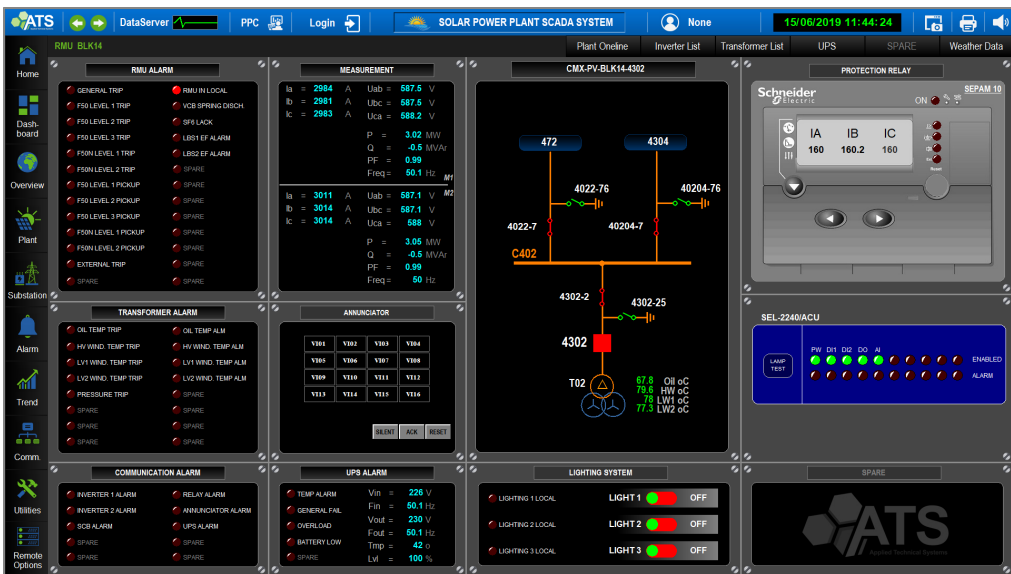 ATS DataServer PPC Login SOLAR POWER PLANT SCADA SYSTEM None 15/06/2019 11:44:24
RMU BLK14 Plant Oneline Inverter List Transformer List UPS SPARE Weather Data
Home
Dash-
board
Overview
Plant
Substation
Alarm
Trend
Comm.
Utilities
Remote
Options
RMU ALARM
GENERAL TRIP RMU IN LOCAL
F50 LEVEL 1 TRIP VCB SPRING DISCH.
F50 LEVEL 2 TRIP SF6 LACK
F50 LEVEL 3 TRIP LBS1 EF ALARM
F50N LEVEL 1 TRIP LBS2 EF ALARM
F50N LEVEL 2 TRIP SPARE
F50 LEVEL 1 PICKUP SPARE
F50 LEVEL 2 PICKUP SPARE
F50 LEVEL 3 PICKUP SPARE
F50N LEVEL 1 PICKUP SPARE
F50N LEVEL 2 PICKUP SPARE
EXTERNAL TRIP SPARE
SPARE SPARE
MEASUREMENT
Ia = 2984 A Uab = 587.5 V
Ib = 2981 A Ubc = 587.5 V
Ic = 2983 A Uca = 588.2 V
P = 3.02 MW
Q = -0.5 MVAr
PF = 0.99
Freq = 50.1 Hz M1
Ia = 3011 A Uab = 587.1 V M2
Ib = 3014 A Ubc = 587.1 V
Ic = 3014 A Uca = 588 V
P = 3.05 MW
Q = -0.5 MVAr
PF = 0.99
Freq = 50 Hz
CMX-PV-BLK14-4302
472 4304
4022-76 40204-76
4022-7 40204-7
C402
4302-2 4302-25
4302
T02
67.8 Oil oC
79.6 HW oC
78 LW1 oC
77.3 LW2 oC
PROTECTION RELAY
Schneider Electric ON SEPAM 10
IA IB IC
160 160.2 160
Reset
TRANSFORMER ALARM
OIL TEMP TRIP OIL TEMP ALM
HV WIND. TEMP TRIP HV WIND. TEMP ALM
LV1 WIND. TEMP TRIP LV1 WIND. TEMP ALM
LV2 WIND. TEMP TRIP LV2 WIND. TEMP ALM
PRESSURE TRIP SPARE
SPARE SPARE
SPARE SPARE
SPARE SPARE
ANNUNCIATOR
VI01 VI02 VI03 VI04
VI05 VI06 VI07 VI08
VI09 VI10 VI11 VI12
VI13 VI14 VI15 VI16
SILENT ACK RESET
SEL-2240/ACU
LAMP
TEST
PW DI1 DI2 DO AI
ENABLED
ALARM
COMMUNICATION ALARM
INVERTER 1 ALARM RELAY ALARM
INVERTER 2 ALARM ANNUNCIATOR ALARM
SCB ALARM UPS ALARM
SPARE SPARE
SPARE SPARE
UPS ALARM
TEMP ALARM Vin = 226 V
GENERAL FAIL Fin = 50.1 Hz
OVERLOAD Vout = 230 V
BATTERY LOW Fout = 50.1 Hz
SPARE Tmp = 42 o
Lvl = 100 %
LIGHTING SYSTEM
LIGHTING 1 LOCAL LIGHT 1 OFF
LIGHTING 2 LOCAL LIGHT 2 OFF
LIGHTING 3 LOCAL LIGHT 3 OFF
SPARE
ATS
Applied Technical Systems